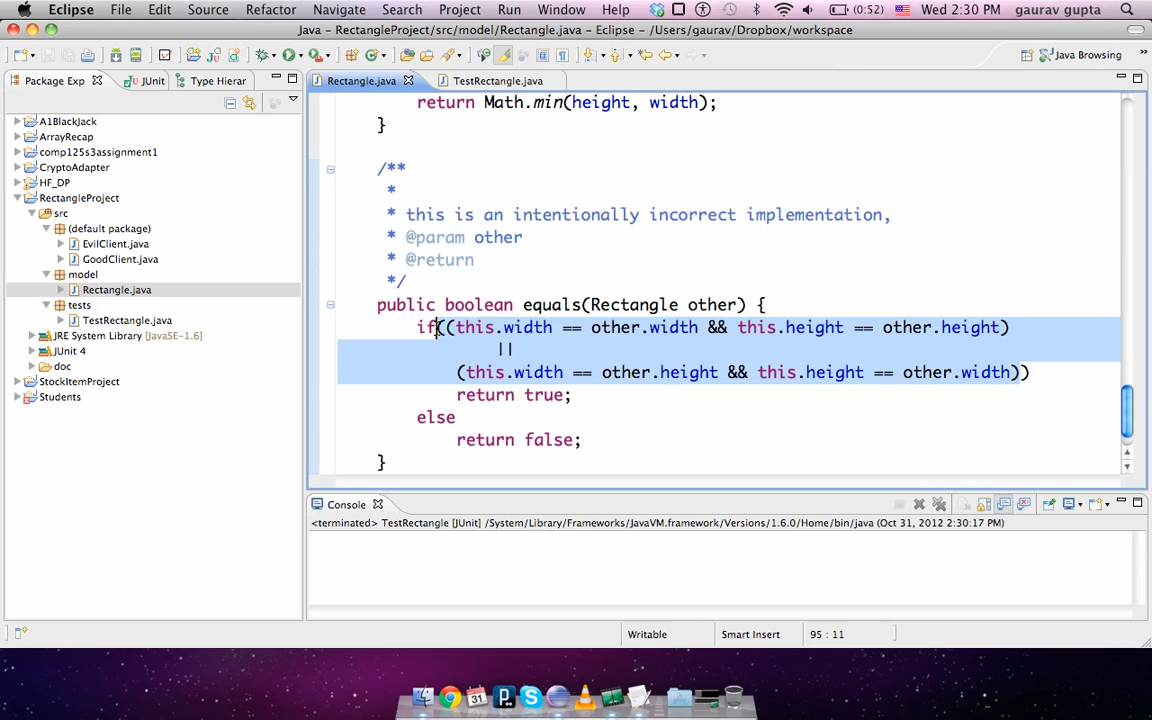 Eclipse File Edit Source Refactor Navigate Search Project Run Window Help (0:52) Wed 2:30 PM gaurav gupta
Java - RectangleProject/src/model/Rectangle.java - Eclipse - /Users/gaurav/Dropbox/workspace
Java Browsing
Package Exp JUnit Type Hierar
A1BlackJack
ArrayRecap
comp125s3assignment1
CryptoAdapter
HF_DP
RectangleProject
src
(default package)
EvilClient.java
GoodClient.java
model
Rectangle.java
tests
TestRectangle.java
JRE System Library [JavaSE-1.6]
JUnit 4
doc
StockItemProject
Students
Rectangle.java TestRectangle.java
return Math.min(height, width);
}
/**
*
* this is an intentionally incorrect implementation,
* @param other
* @return
*/
public boolean equals(Rectangle other) {
if((this.width == other.width && this.height == other.height)
||
(this.width == other.height && this.height == other.width))
return true;
else
return false;
}
Console
<terminated> TestRectangle [JUnit] /System/Library/Frameworks/JavaVM.framework/Versions/1.6.0/Home/bin/java (Oct 31, 2012 2:30:17 PM)
Writable Smart Insert 95 : 11
31